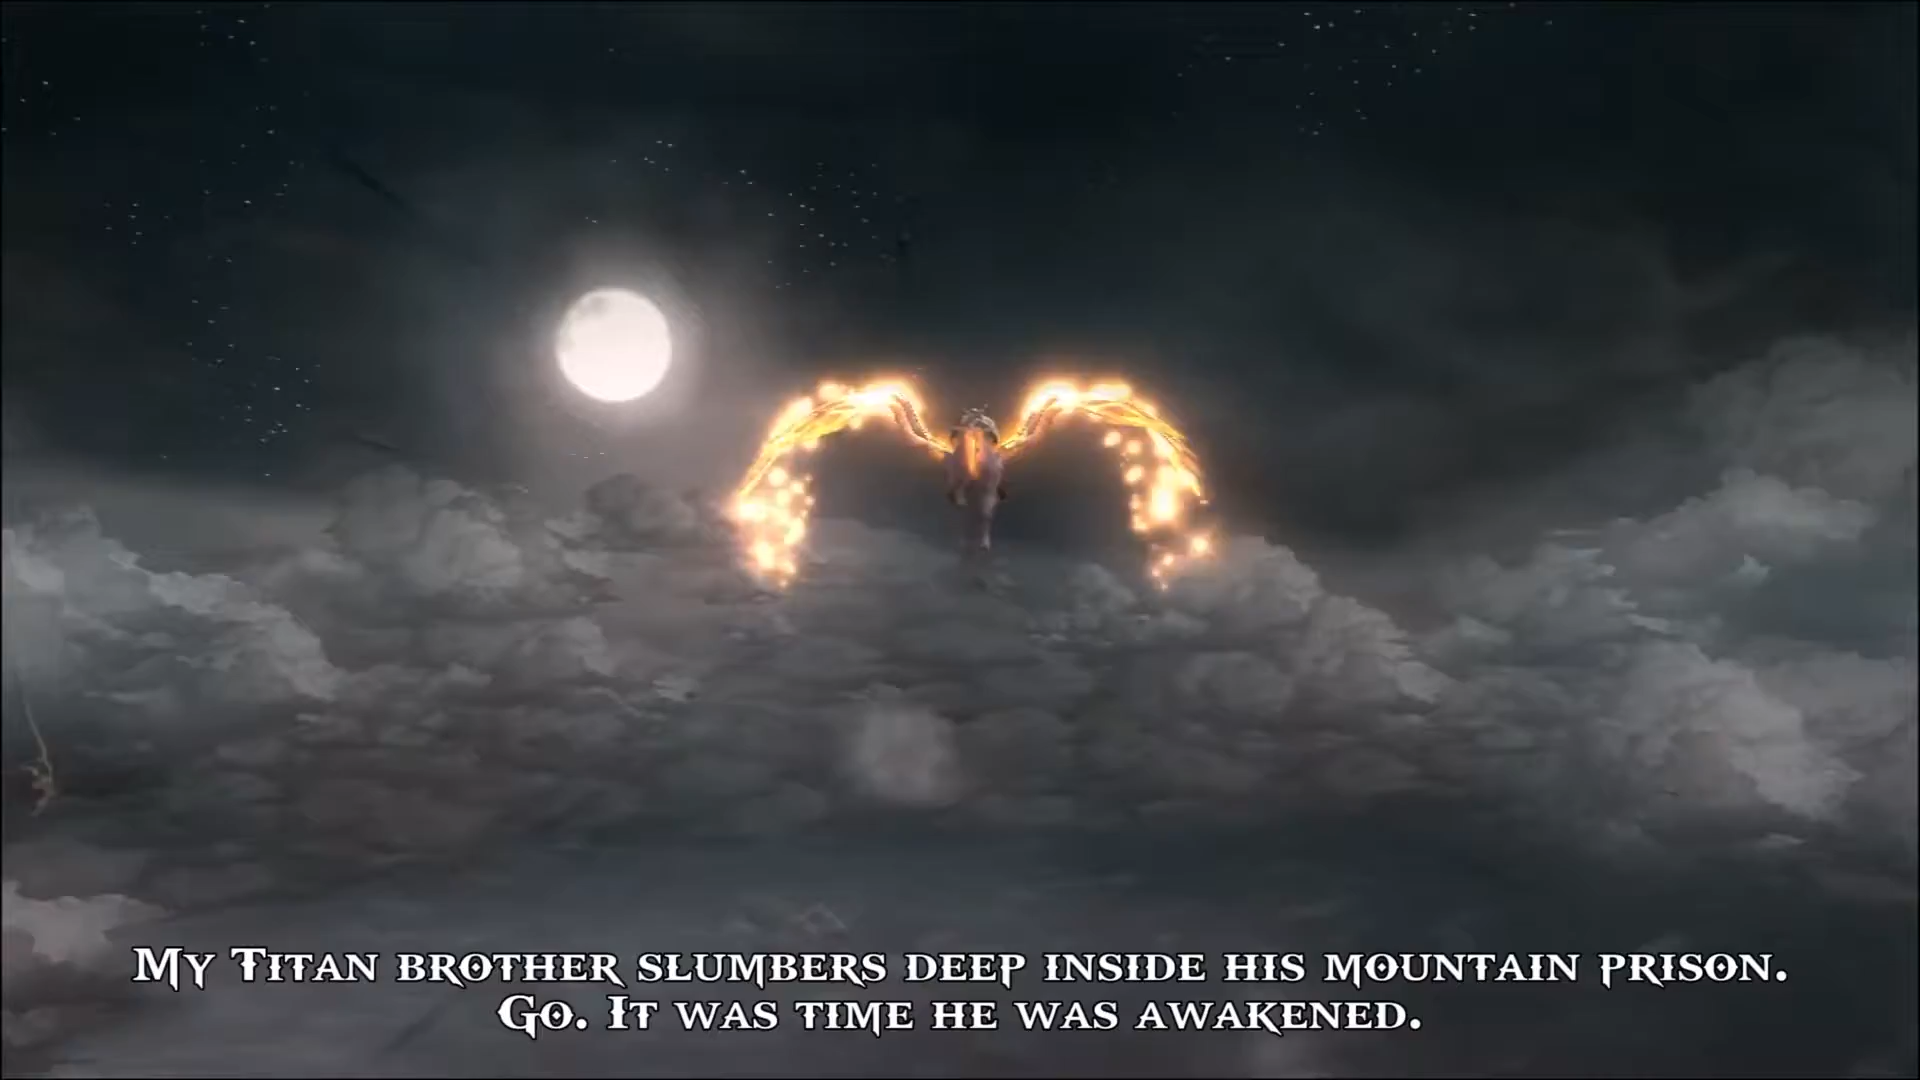 My Titan brother slumbers deep inside his mountain prison.
Go. It was time he was awakened.